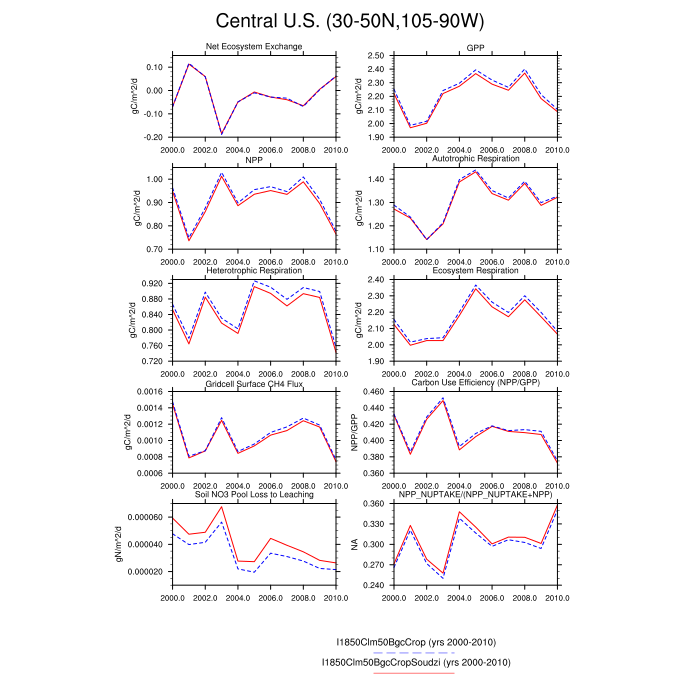 Central U.S. (30-50N,105-90W)
Net Ecosystem Exchange
GPP
gC/m^2/d
0.10
0.00
-0.10
-0.20
2000.0 2002.0 2004.0 2006.0 2008.0 2010.0
gC/m^2/d
2.50
2.40
2.30
2.20
2.10
2.00
1.90
2000.0 2002.0 2004.0 2006.0 2008.0 2010.0
NPP
Autotrophic Respiration
gC/m^2/d
1.00
0.90
0.80
0.70
2000.0 2002.0 2004.0 2006.0 2008.0 2010.0
gC/m^2/d
1.40
1.30
1.20
1.10
2000.0 2002.0 2004.0 2006.0 2008.0 2010.0
Heterotrophic Respiration
Ecosystem Respiration
gC/m^2/d
0.920
0.880
0.840
0.800
0.760
0.720
2000.0 2002.0 2004.0 2006.0 2008.0 2010.0
gC/m^2/d
2.40
2.30
2.20
2.10
2.00
1.90
2000.0 2002.0 2004.0 2006.0 2008.0 2010.0
Gridcell Surface CH4 Flux
Carbon Use Efficiency (NPP/GPP)
gC/m^2/d
0.0016
0.0014
0.0012
0.0010
0.0008
0.0006
2000.0 2002.0 2004.0 2006.0 2008.0 2010.0
NPP/GPP
0.460
0.440
0.420
0.400
0.380
0.360
2000.0 2002.0 2004.0 2006.0 2008.0 2010.0
Soil NO3 Pool Loss to Leaching
NPP_NUPTAKE/(NPP_NUPTAKE+NPP)
gN/m^2/d
0.000060
0.000040
0.000020
2000.0 2002.0 2004.0 2006.0 2008.0 2010.0
NA
0.360
0.330
0.300
0.270
0.240
2000.0 2002.0 2004.0 2006.0 2008.0 2010.0
I1850Clm50BgcCrop (yrs 2000-2010)
I1850Clm50BgcCropSoudzi (yrs 2000-2010)